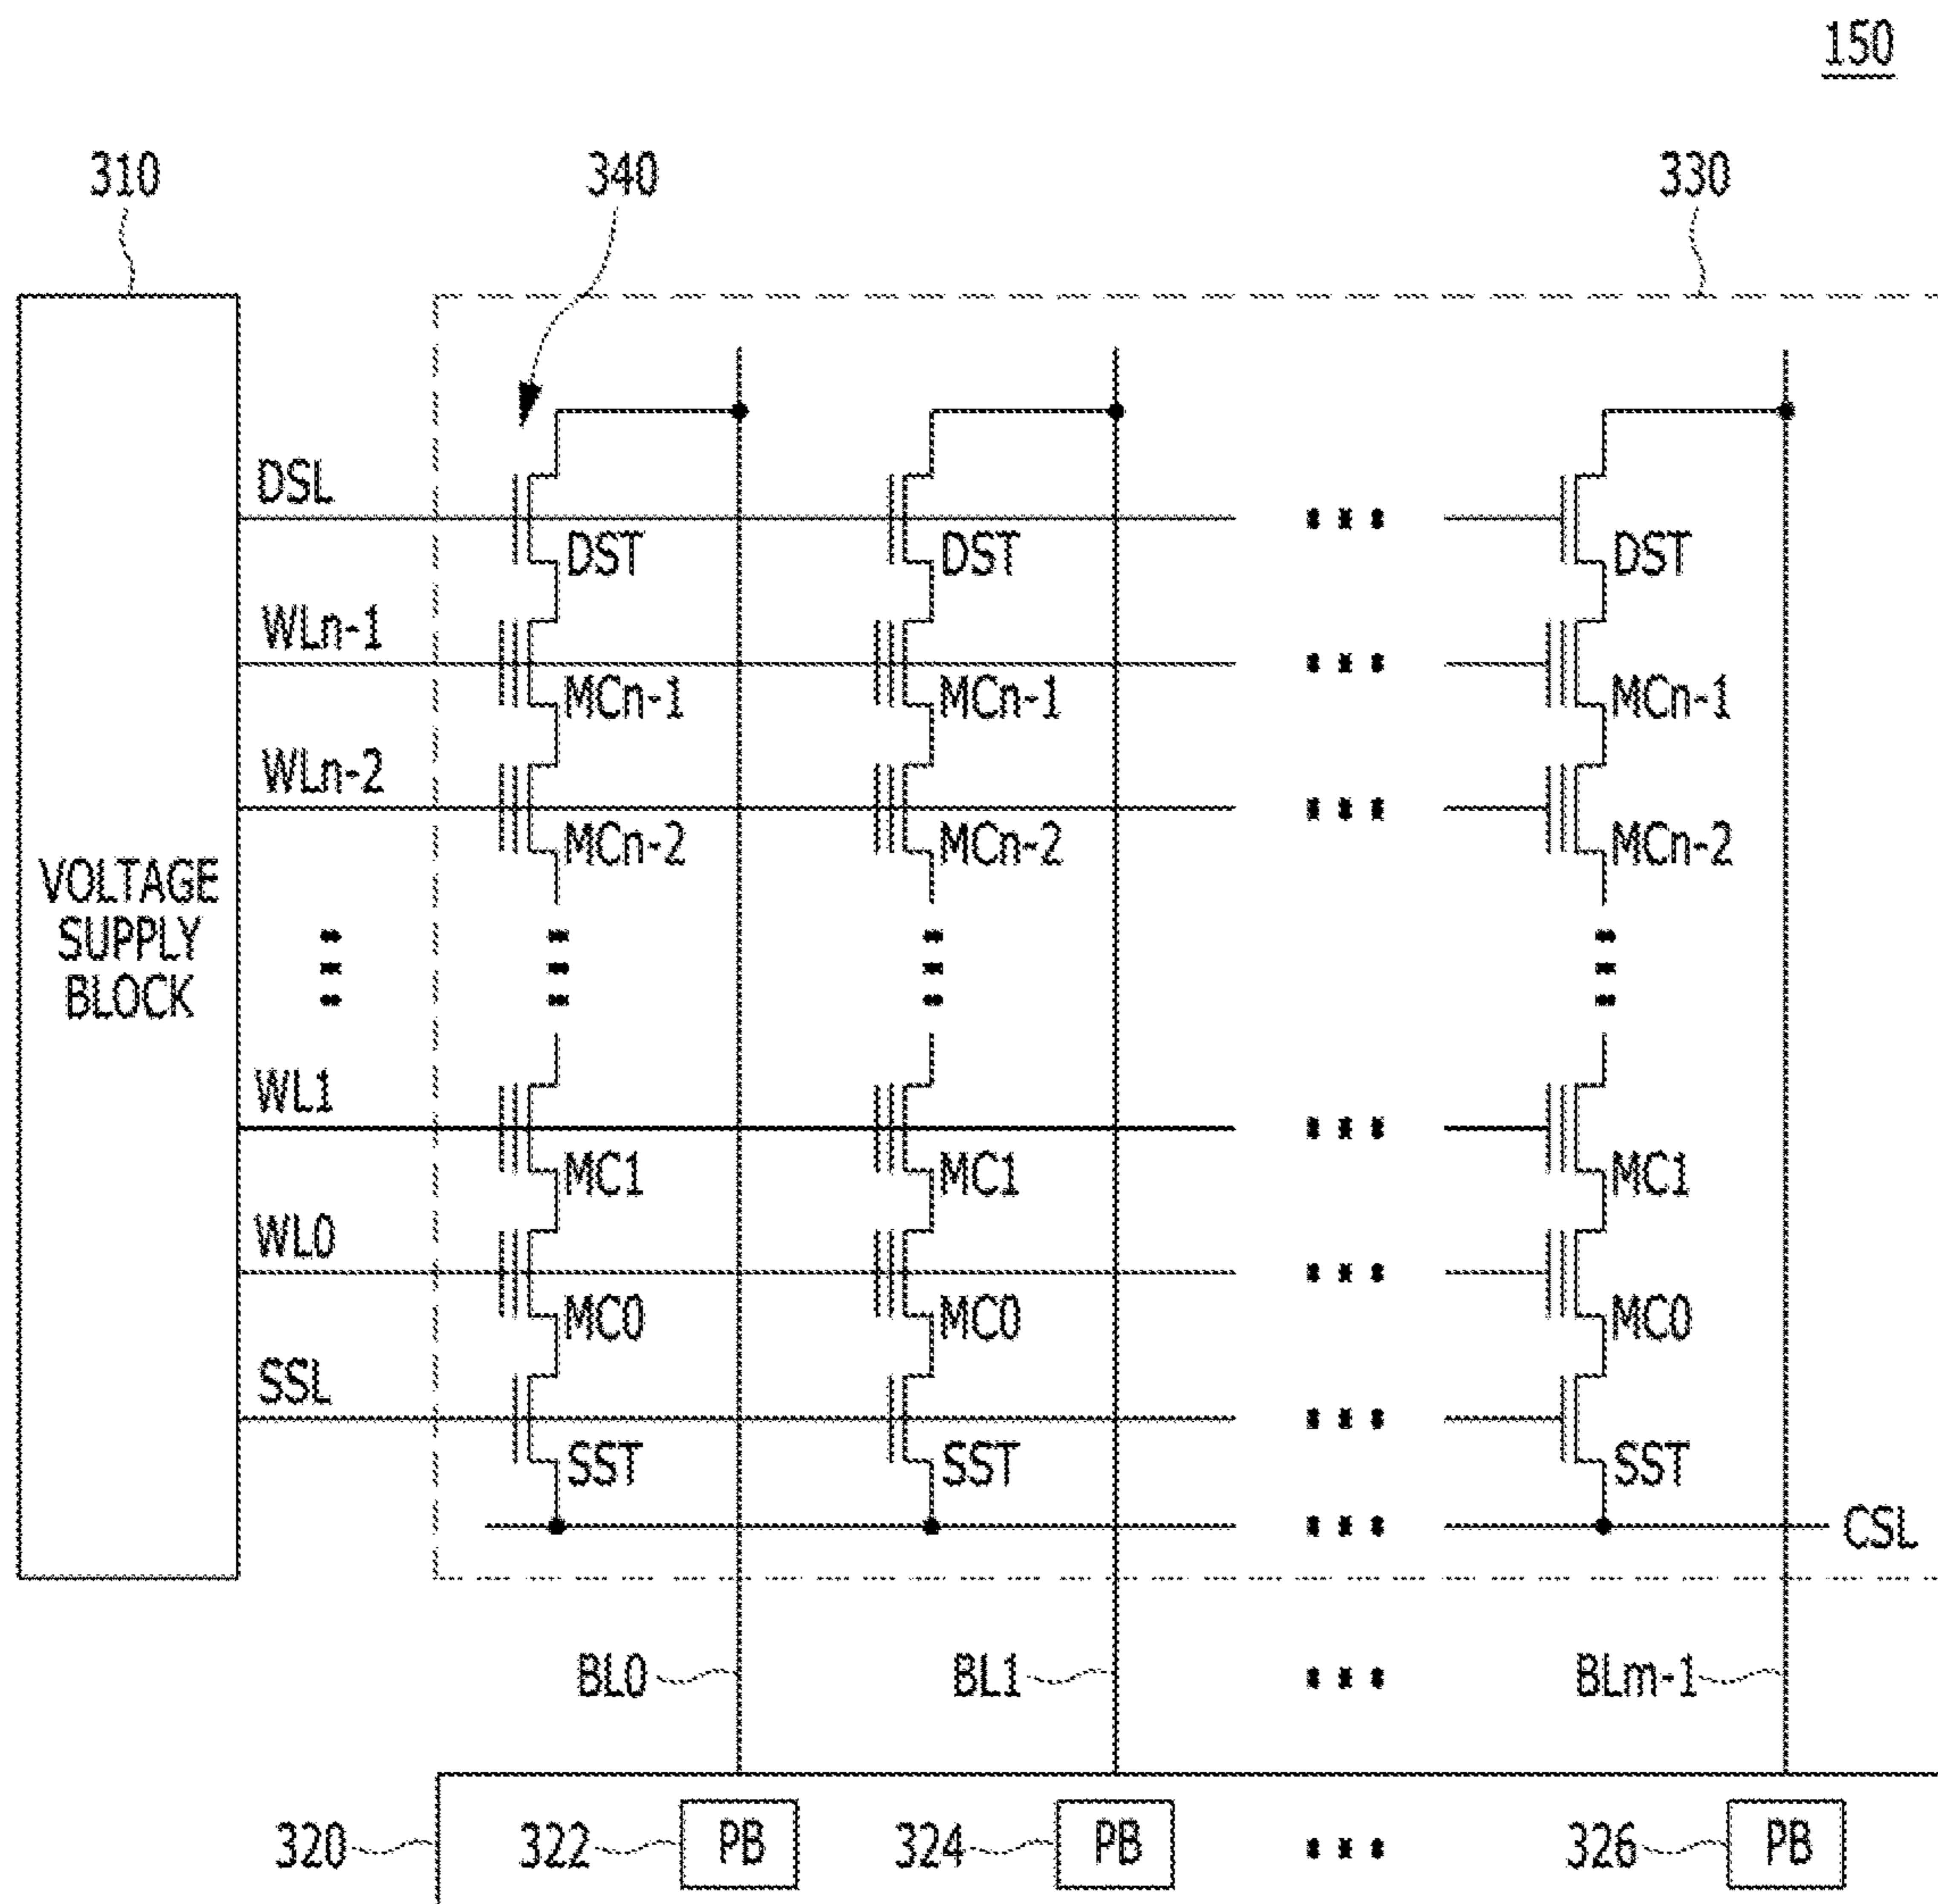 150
310
340
330
DSL
DST
DST
DST
WLn-1
MCn-1
MCn-1
MCn-1
WLn-2
MCn-2
MCn-2
MCn-2
VOLTAGE
SUPPLY
BLOCK
WL1
MC1
MC1
MC1
WL0
MC0
MC0
MC0
SSL
SST
SST
SST
CSL
BL0
BL1
BLm-1
320
322
PB
324
PB
326
PB